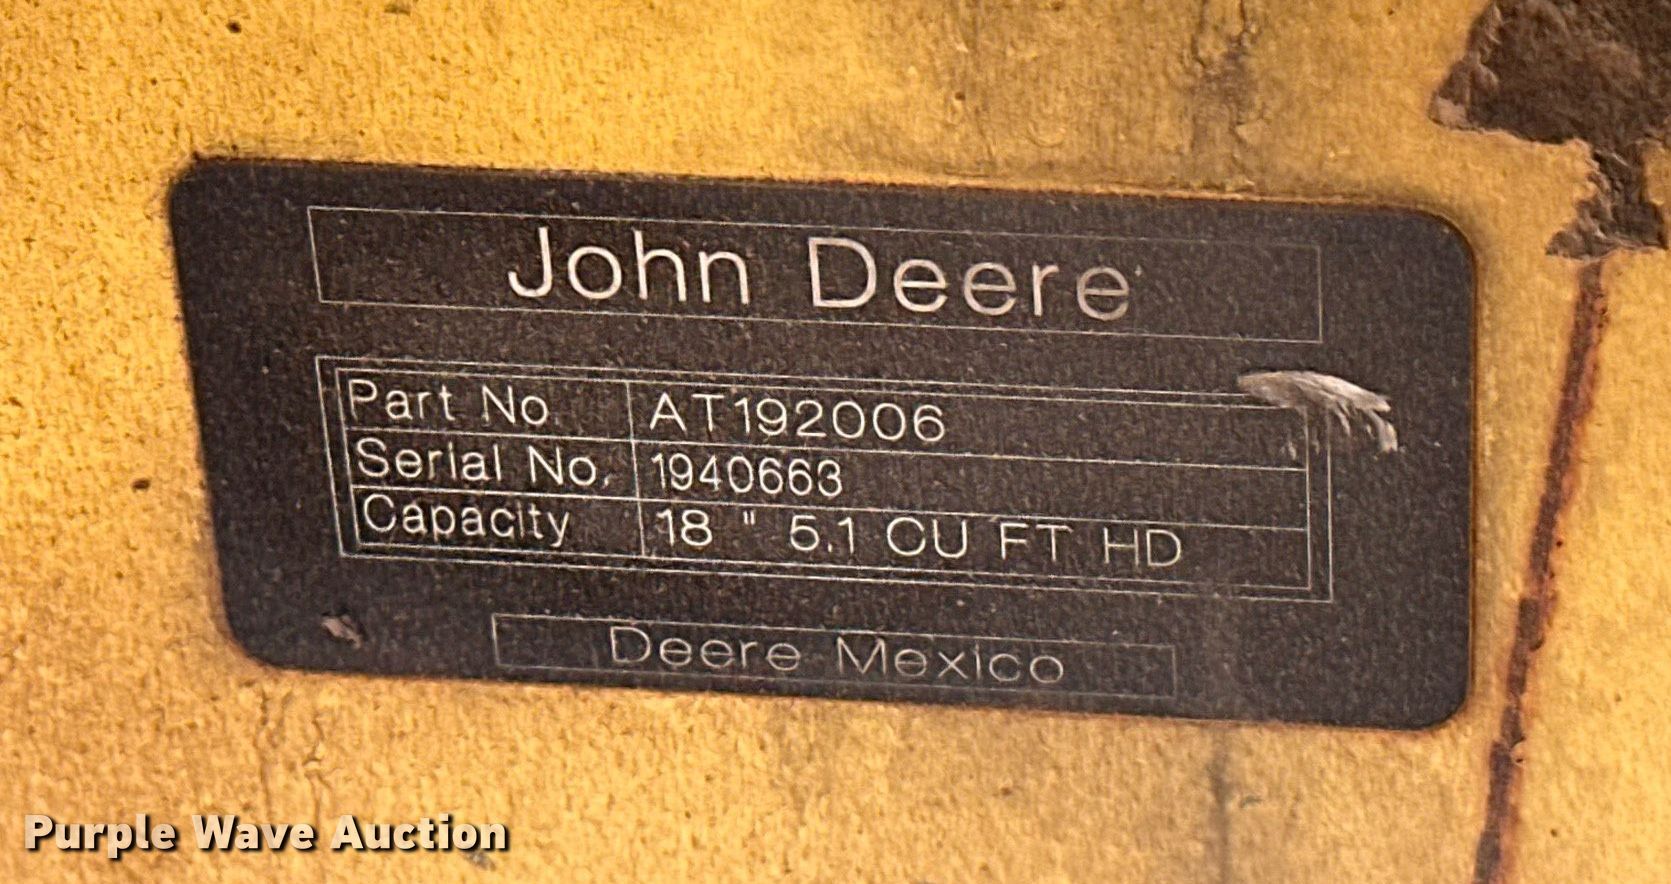 John Deere
Part No. AT192006
Serial No. 1940663
Capacity 18 " 5.1 CU FT HD
Deere Mexico
Purple Wave Auction